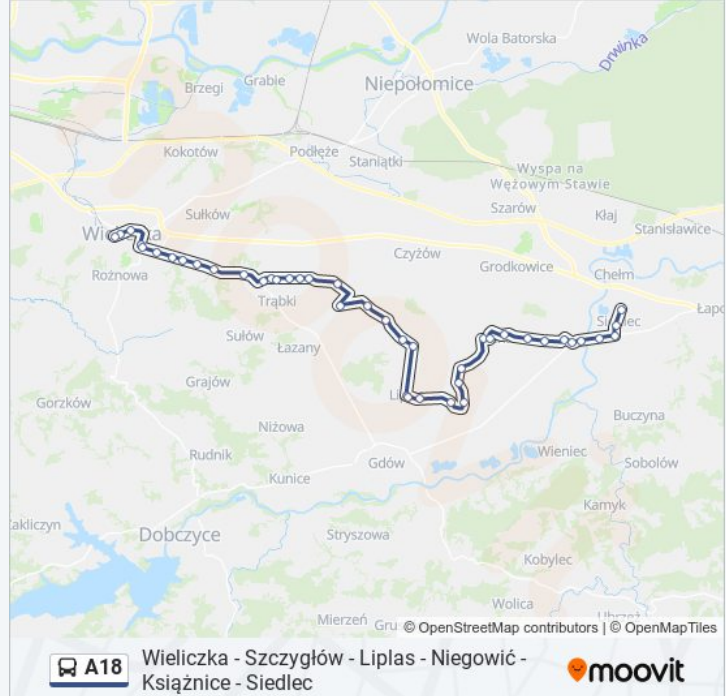 Wola Batorska
Drwinka
Niepołomice
Brzegi
Grabie
Kokotów
Podłęże
Staniątki
Wyspa na
Wężowym Stawie
Szarów
Kłaj
Sułków
Stanisławice
Czyżów
Grodkowice
Chełm
Rożnowa
Trąbki
Sułów
Łazany
Grajów
Gorzków
Niżowa
Buczyna
Rudnik
Gdów
Wieniec
Sobolów
Kunice
Kamyk
Dobczyce
Stryszowa
Kobylec
Wolica
Mierzeń
© OpenStreetMap contributors | © OpenMapTiles
A18
Wieliczka - Szczygłów - Liplas - Niegowić -
Książnice - Siedlec
moovit